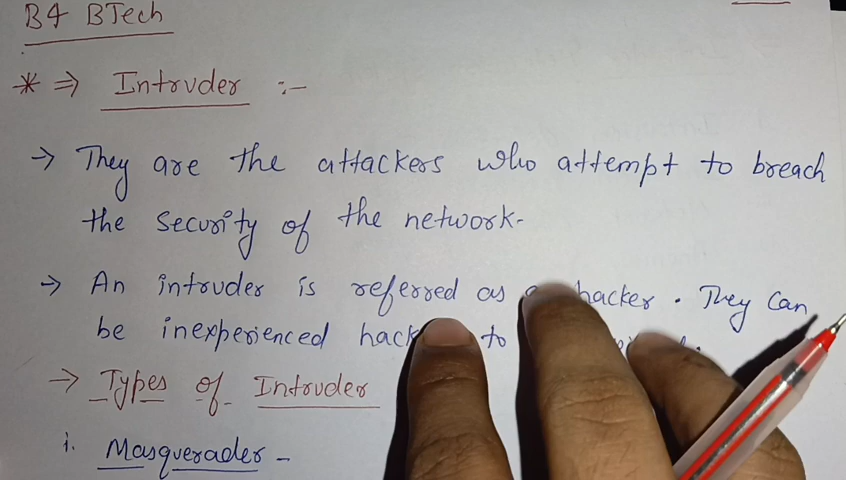 B4 BTech
* ⇒ Intruder :-
→ They are the attackers who attempt to breach
the security of the network.
→ An intruder is referred as a hacker. They can
be inexperienced to
→ Types of Intruder
i. Masquerader -